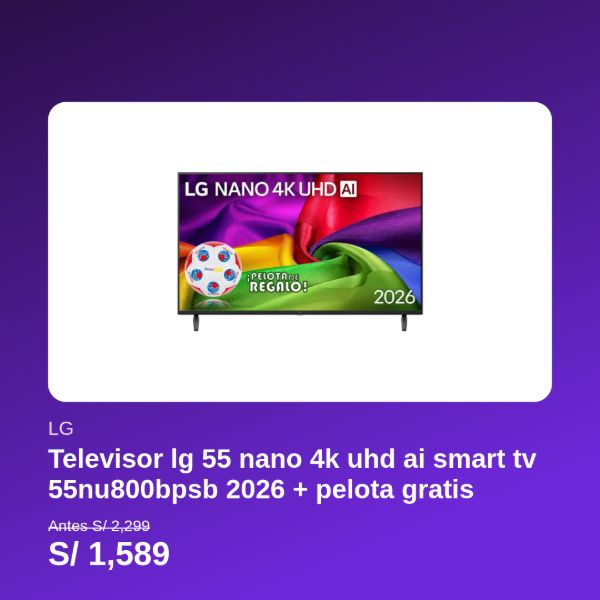 LG NANO 4K UHD AI
¡PELOTA DE
REGALO!
2026
LG
Televisor lg 55 nano 4k uhd ai smart tv
55nu800bpsb 2026 + pelota gratis
Antes S/ 2,299
S/ 1,589